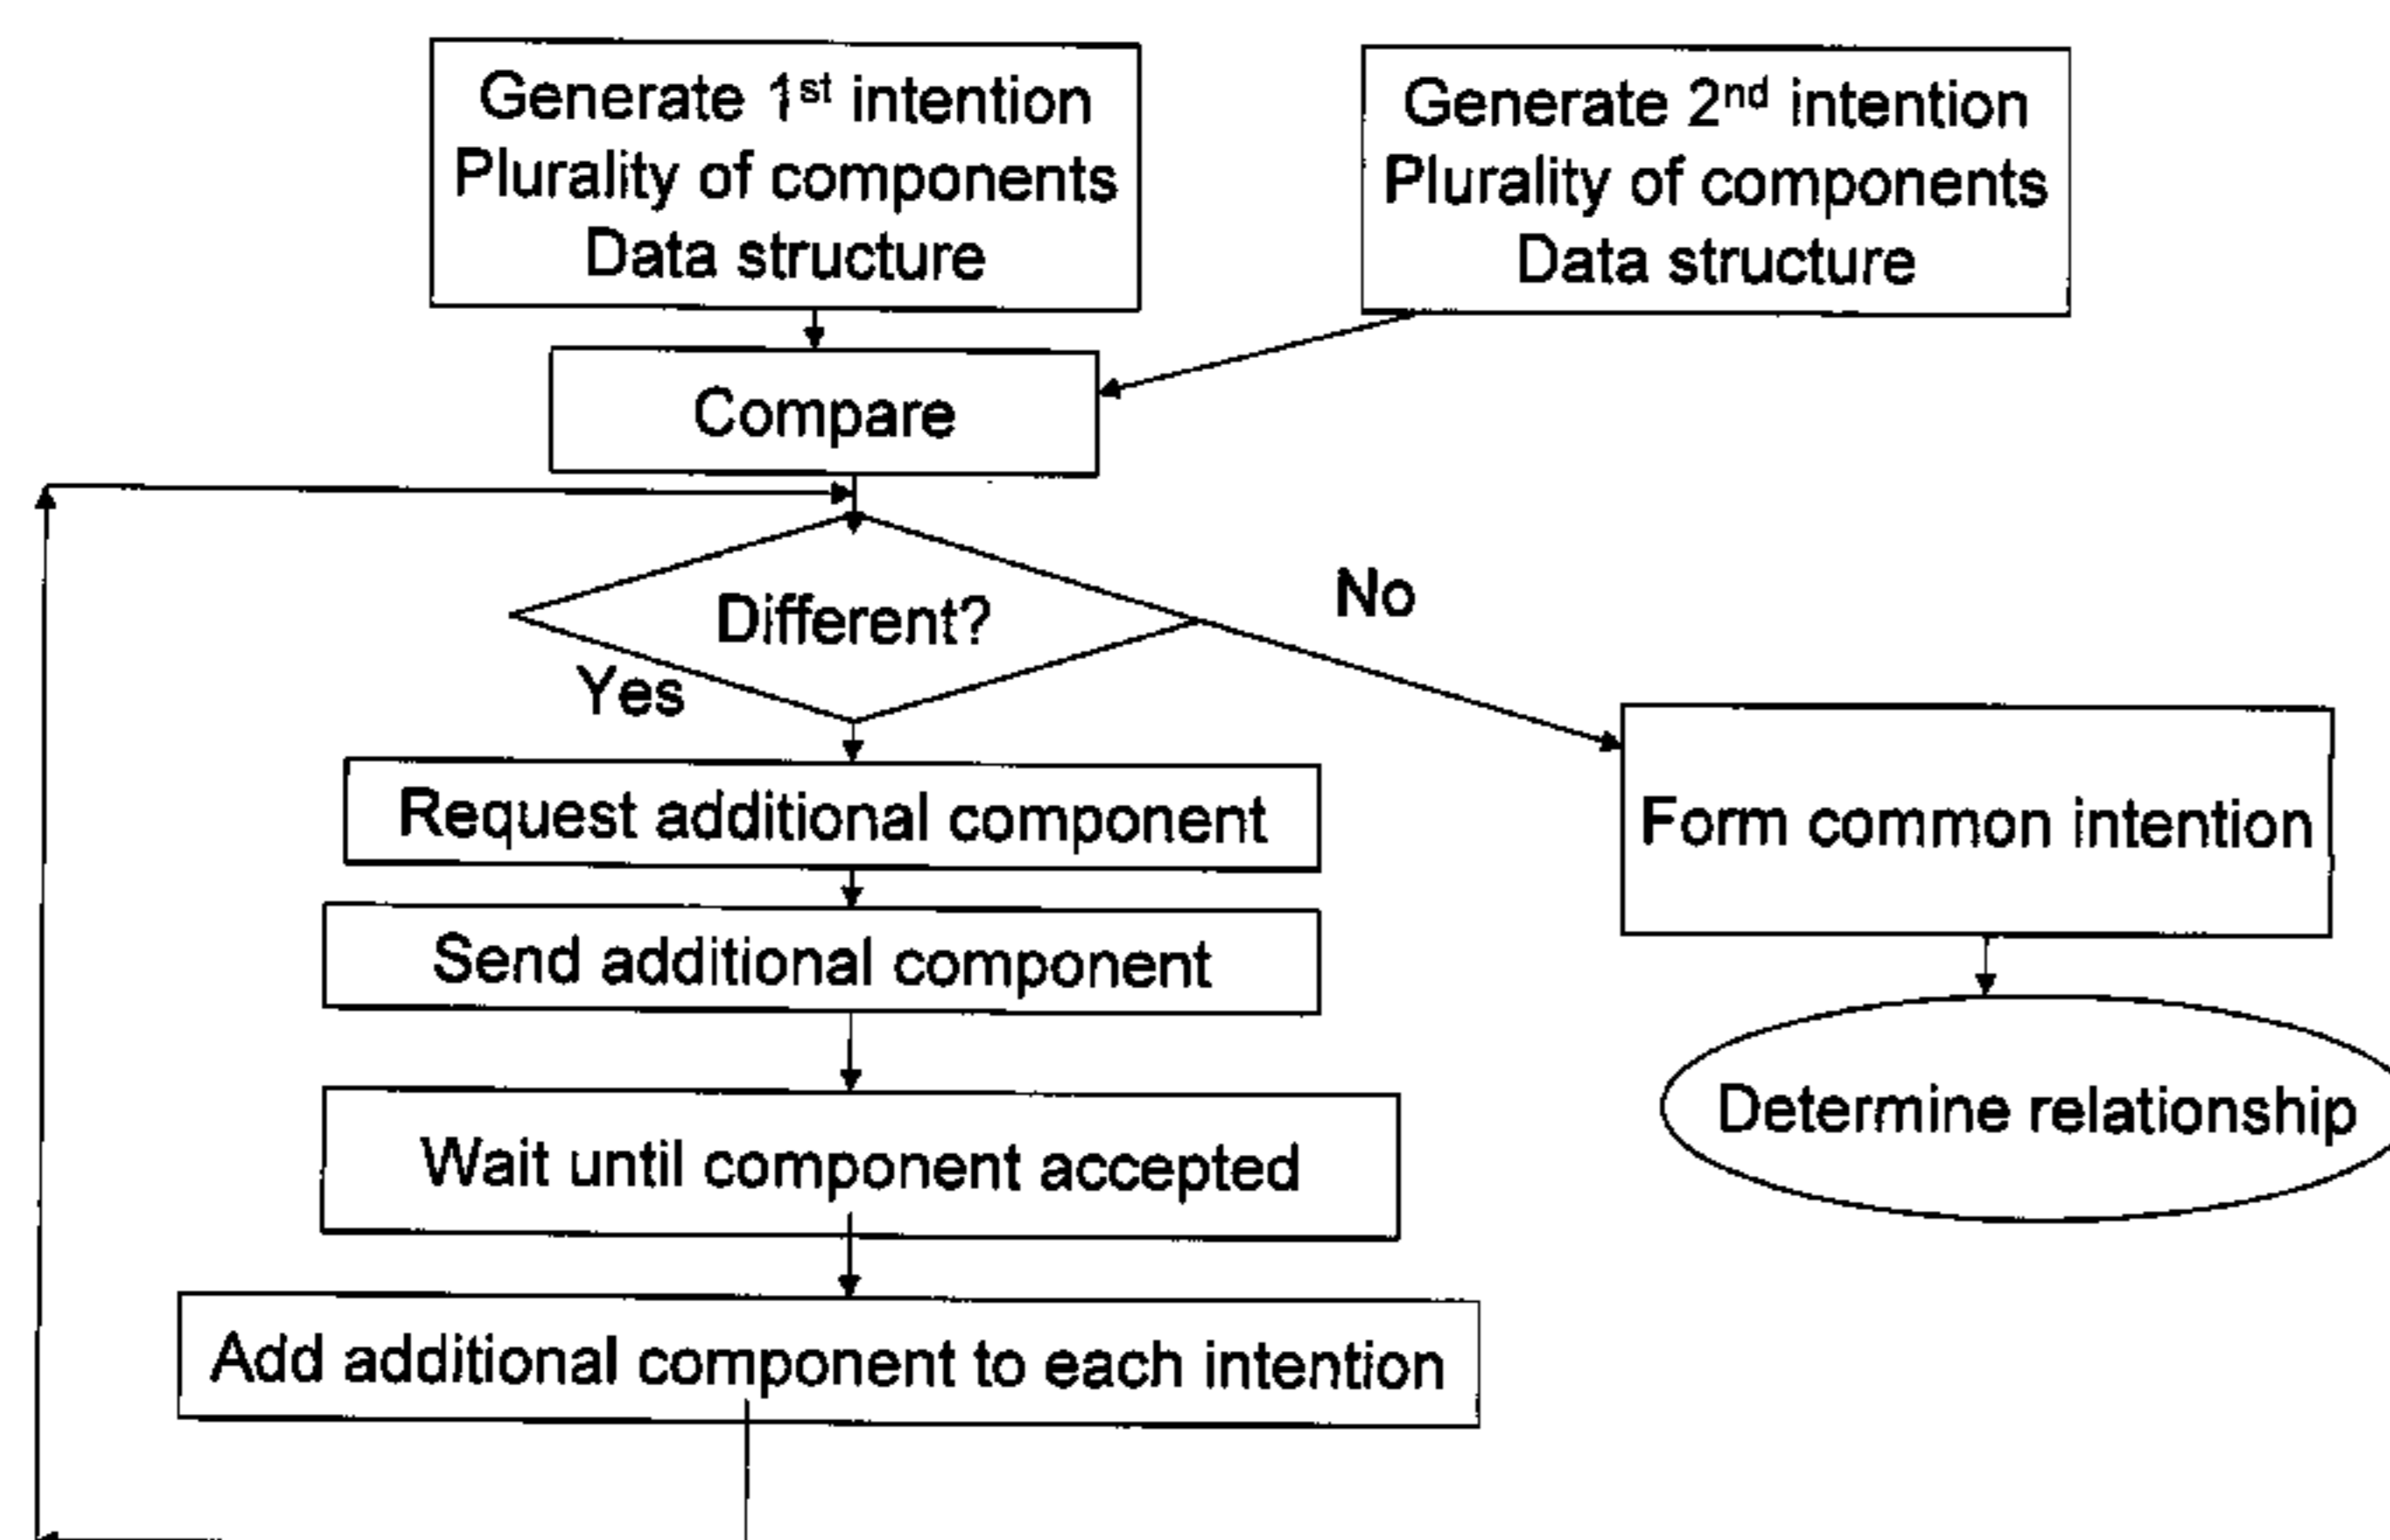 Generate 1st intention
Plurality of components
Data structure
Generate 2nd intention
Plurality of components
Data structure
Compare
Different?
No
Yes
Request additional component
Form common intention
Send additional component
Determine relationship
Wait until component accepted
Add additional component to each intention